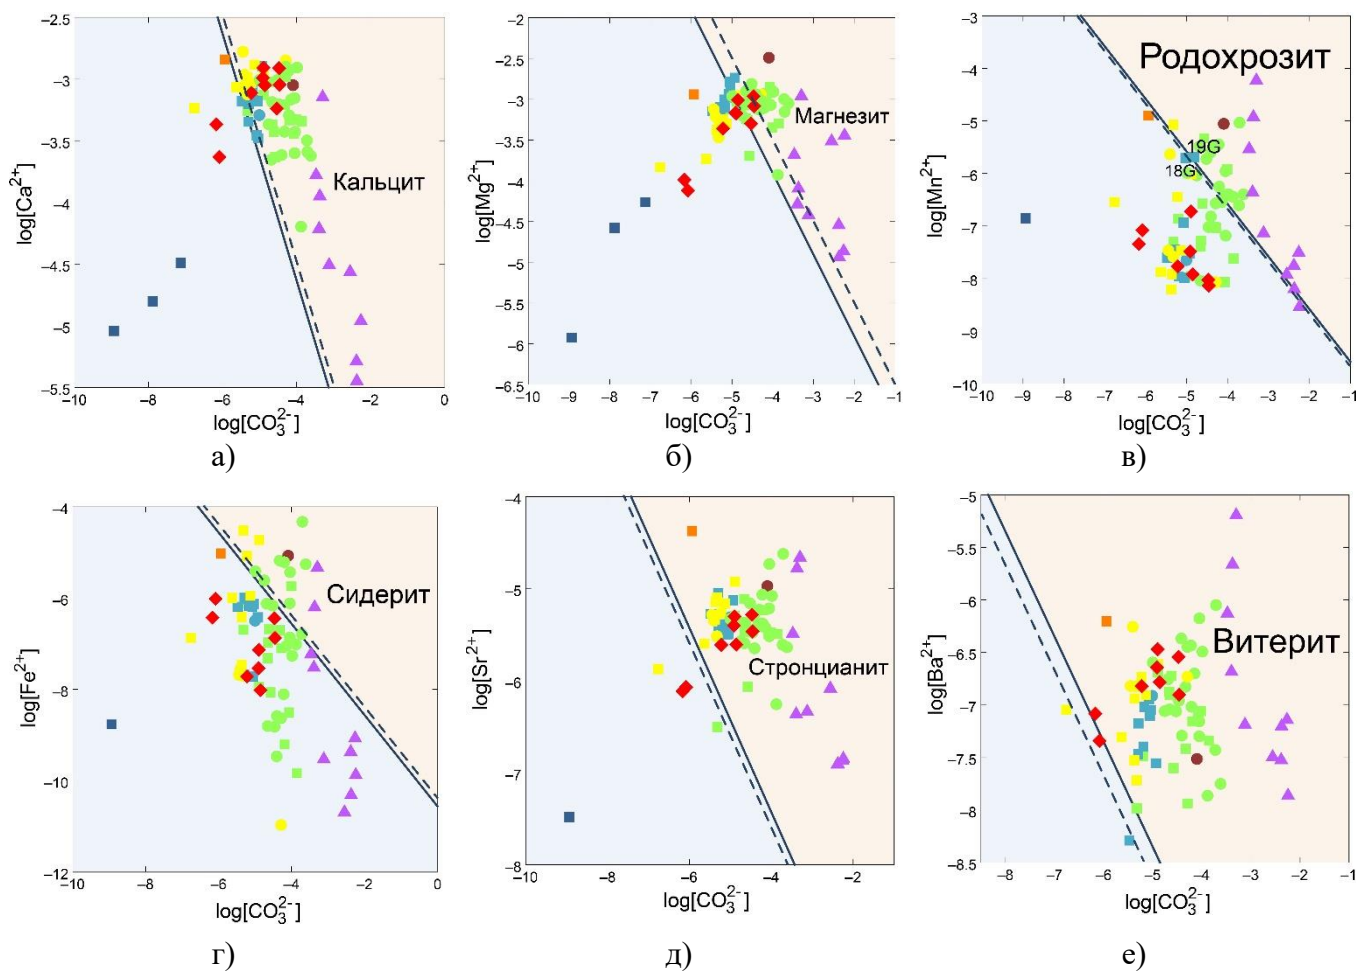 −2.5
−3
−3.5
−4
−4.5
−5
−5.5
log[Ca²⁺]
Кальцит
−10 −8 −6 −4 −2 0
log[CO₃²⁻]
а)
−2
−2.5
−3
−3.5
−4
−4.5
−5
−5.5
−6
−6.5
log[Mg²⁺]
Магнезит
−10 −9 −8 −7 −6 −5 −4 −3 −2 −1
log[CO₃²⁻]
б)
−3
−4
−5
−6
−7
−8
−9
−10
log[Mn²⁺]
Родохрозит
19G
18G
−10 −9 −8 −7 −6 −5 −4 −3 −2 −1
log[CO₃²⁻]
в)
−4
−6
−8
−10
−12
log[Fe²⁺]
Сидерит
−10 −8 −6 −4 −2 0
log[CO₃²⁻]
г)
−4
−5
−6
−7
−8
log[Sr²⁺]
Стронцианит
−10 −8 −6 −4 −2
log[CO₃²⁻]
д)
−5
−5.5
−6
−6.5
−7
−7.5
−8
−8.5
log[Ba²⁺]
Витерит
−8 −7 −6 −5 −4 −3 −2 −1
log[CO₃²⁻]
е)